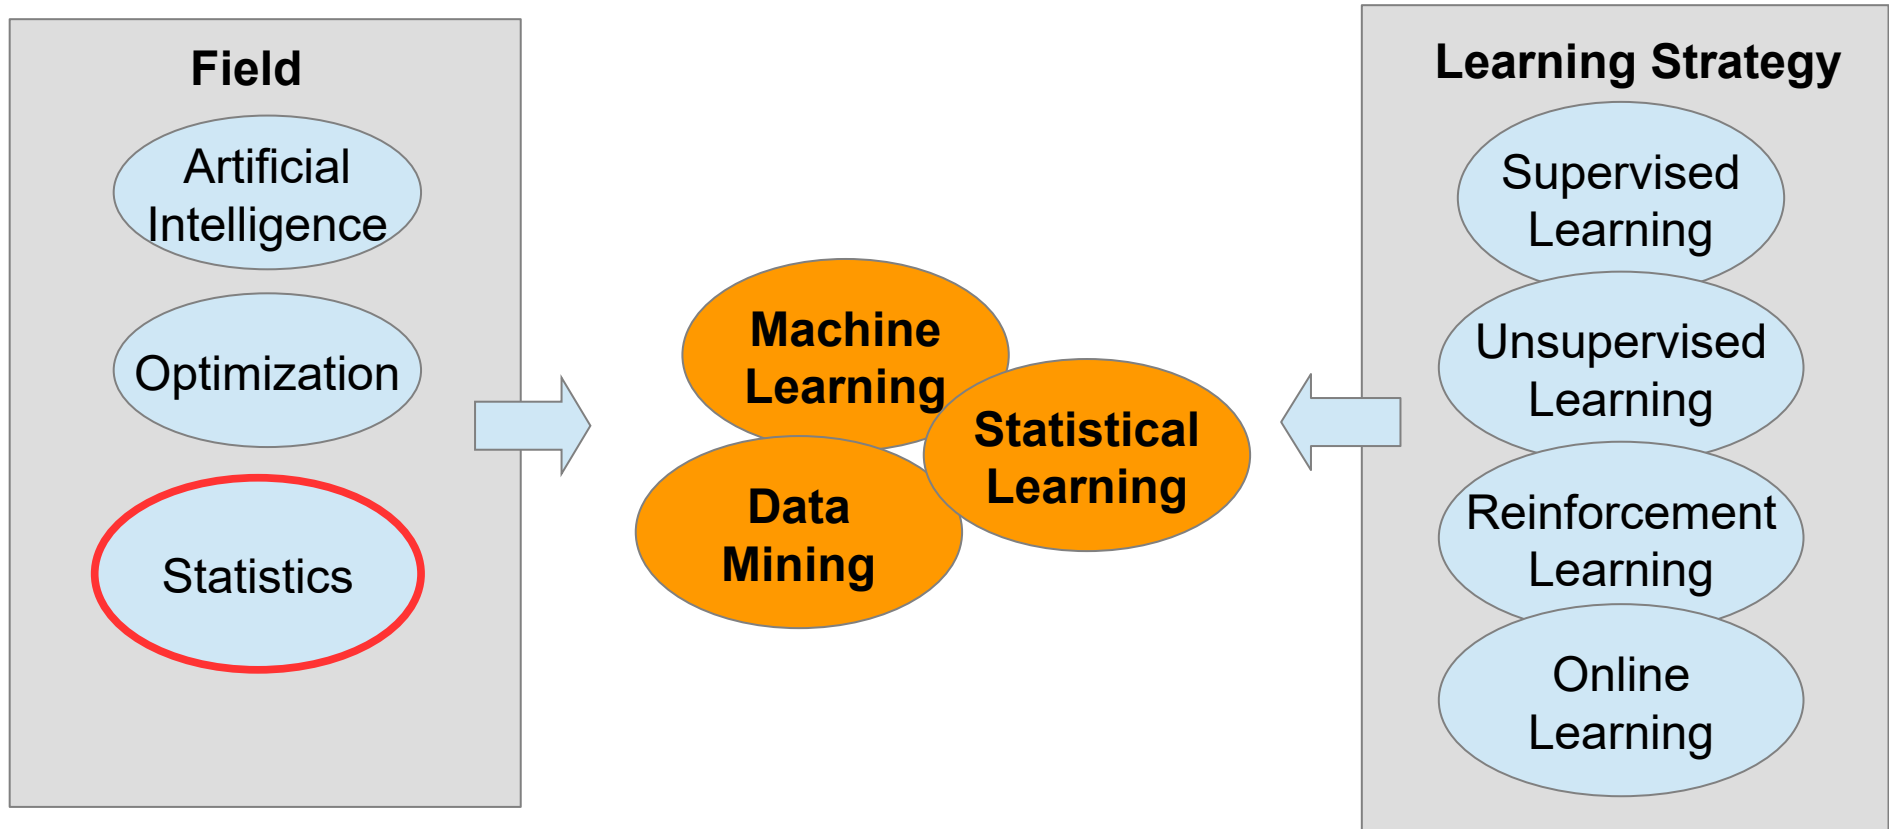 Field
Artificial
Intelligence
Optimization
Statistics
Machine
Learning
Statistical
Learning
Data
Mining
Learning Strategy
Supervised
Learning
Unsupervised
Learning
Reinforcement
Learning
Online
Learning